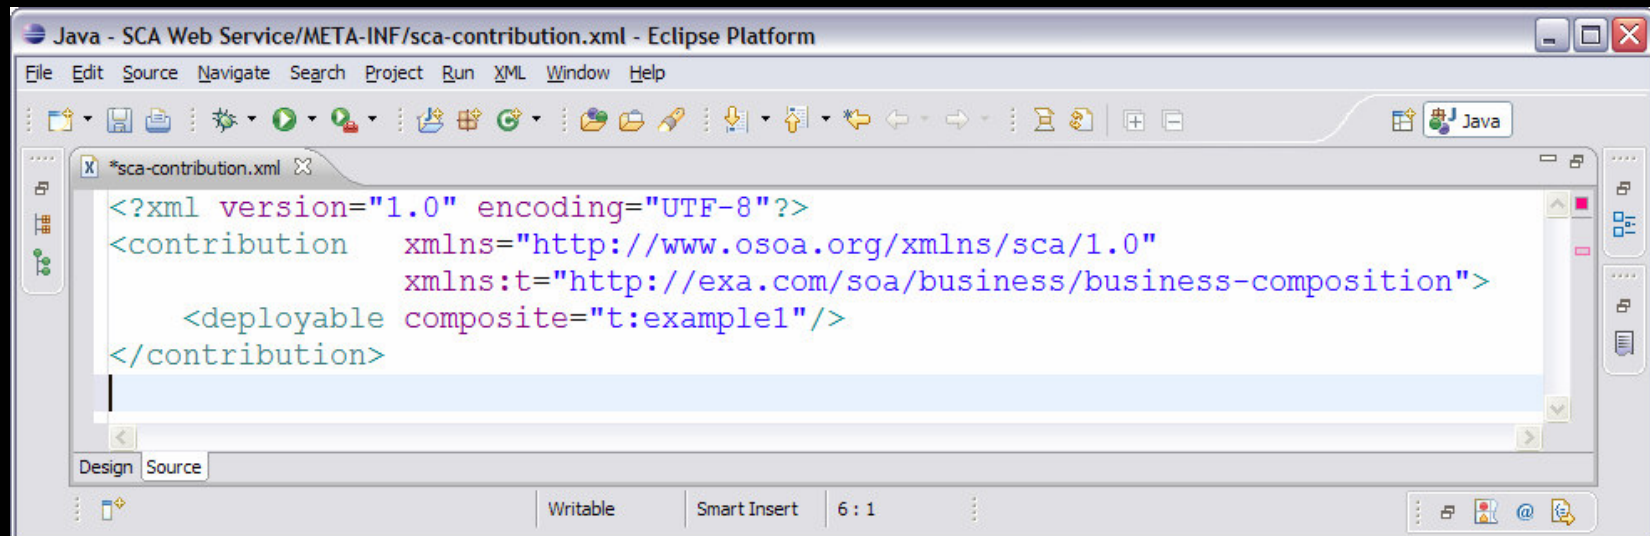 Java - SCA Web Service/META-INF/sca-contribution.xml - Eclipse Platform
File Edit Source Navigate Search Project Run XML Window Help
Java
*sca-contribution.xml
<?xml version="1.0" encoding="UTF-8"?>
<contribution xmlns="http://www.osoa.org/xmlns/sca/1.0"
xmlns:t="http://exa.com/soa/business/business-composition">
<deployable composite="t:example1"/>
</contribution>
Design Source
Writable Smart Insert 6 : 1